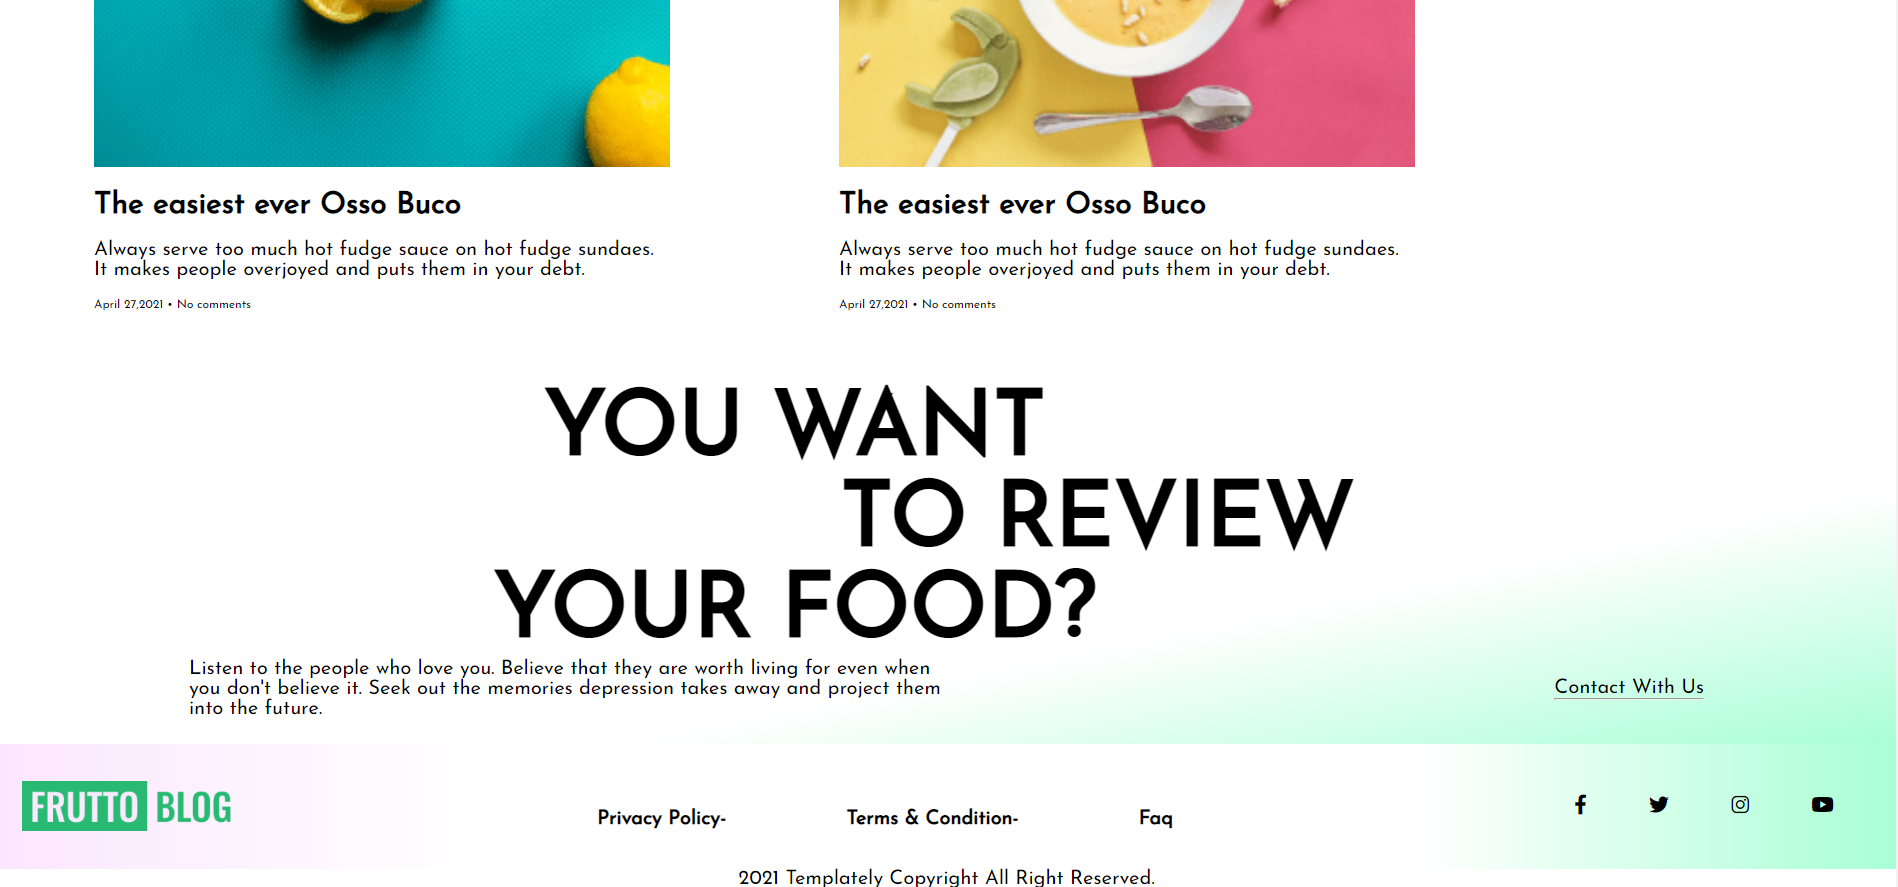 The easiest ever Osso Buco
Always serve too much hot fudge sauce on hot fudge sundaes.
It makes people overjoyed and puts them in your debt.
April 27,2021 • No comments
The easiest ever Osso Buco
Always serve too much hot fudge sauce on hot fudge sundaes.
It makes people overjoyed and puts them in your debt.
April 27,2021 • No comments
YOU WANT
TO REVIEW
YOUR FOOD?
Listen to the people who love you. Believe that they are worth living for even when
you don't believe it. Seek out the memories depression takes away and project them
into the future.
Contact With Us
FRUTTO BLOG
Privacy Policy-
Terms & Condition-
Faq
2021 Templately Copyright All Right Reserved.